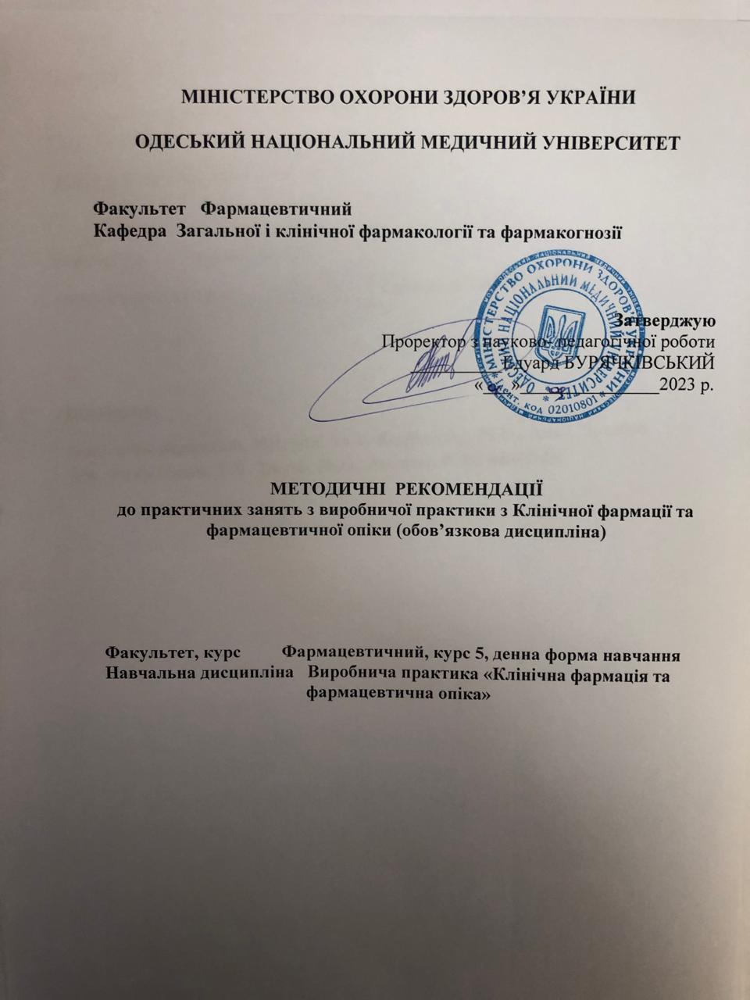 МІНІСТЕРСТВО ОХОРОНИ ЗДОРОВ’Я УКРАЇНИ
ОДЕСЬКИЙ НАЦІОНАЛЬНИЙ МЕДИЧНИЙ УНІВЕРСИТЕТ
Факультет Фармацевтичний
Кафедра Загальної і клінічної фармакології та фармакогнозії
Затверджую
Проректор з науково- педагогічної роботи
Едуард БУРЯЧКІВСЬКИЙ
« » 2023 р.
МІНІСТЕРСТВО ОХОРОНИ ЗДОРОВ’Я УКРАЇНИ
ОДЕСЬКИЙ НАЦІОНАЛЬНИЙ МЕДИЧНИЙ УНІВЕРСИТЕТ
Ідент. код 02010801
МЕТОДИЧНІ РЕКОМЕНДАЦІЇ
до практичних занять з виробничої практики з Клінічної фармації та
фармацевтичної опіки (обов’язкова дисципліна)
Факультет, курс Фармацевтичний, курс 5, денна форма навчання
Навчальна дисципліна Виробнича практика «Клінічна фармація та
фармацевтична опіка»